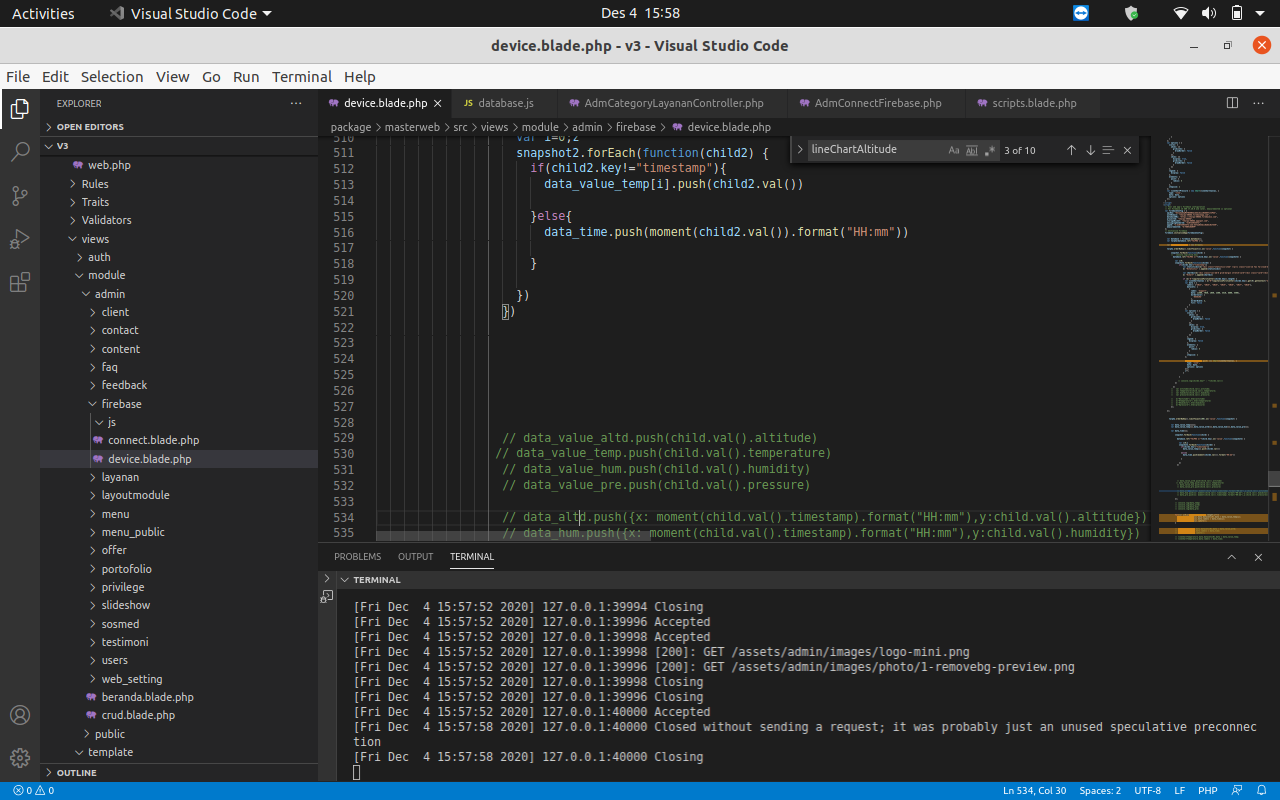 Activities
Visual Studio Code
Des 4 15:58
device.blade.php - v3 - Visual Studio Code
File Edit Selection View Go Run Terminal Help
EXPLORER
OPEN EDITORS
V3
web.php
Rules
Traits
Validators
views
auth
module
admin
client
contact
content
faq
feedback
firebase
js
connect.blade.php
device.blade.php
layanan
layoutmodule
menu
menu_public
offer
portofolio
privilege
slideshow
sosmed
testimoni
users
web_setting
beranda.blade.php
crud.blade.php
public
template
OUTLINE
device.blade.php
JS database.js
AdmCategoryLayananController.php
AdmConnectFirebase.php
scripts.blade.php
package > masterweb > src > views > module > admin > firebase > device.blade.php
lineChartAltitude Aa Ab| .* 3 of 10
510 var i=0;2
511 snapshot2.forEach(function(child2) {
512 if(child2.key!="timestamp"){
513 data_value_temp[i].push(child2.val())
514
515 }else{
516 data_time.push(moment(child2.val()).format("HH:mm"))
517
518 }
519
520 })
521 })
522
523
524
525
526
527
528
529 // data_value_altd.push(child.val().altitude)
530 // data_value_temp.push(child.val().temperature)
531 // data_value_hum.push(child.val().humidity)
532 // data_value_pre.push(child.val().pressure)
533
534 // data_altd.push({x: moment(child.val().timestamp).format("HH:mm"),y:child.val().altitude})
535 // data_hum.push({x: moment(child.val().timestamp).format("HH:mm"),y:child.val().humidity})
PROBLEMS OUTPUT TERMINAL
TERMINAL
[Fri Dec  4 15:57:52 2020] 127.0.0.1:39994 Closing
[Fri Dec  4 15:57:52 2020] 127.0.0.1:39996 Accepted
[Fri Dec  4 15:57:52 2020] 127.0.0.1:39998 Accepted
[Fri Dec  4 15:57:52 2020] 127.0.0.1:39998 [200]: GET /assets/admin/images/logo-mini.png
[Fri Dec  4 15:57:52 2020] 127.0.0.1:39996 [200]: GET /assets/admin/images/photo/1-removebg-preview.png
[Fri Dec  4 15:57:52 2020] 127.0.0.1:39998 Closing
[Fri Dec  4 15:57:52 2020] 127.0.0.1:39996 Closing
[Fri Dec  4 15:57:52 2020] 127.0.0.1:40000 Accepted
[Fri Dec  4 15:57:58 2020] 127.0.0.1:40000 Closed without sending a request; it was probably just an unused speculative preconnec
tion
[Fri Dec  4 15:57:58 2020] 127.0.0.1:40000 Closing
0 0
Ln 534, Col 30 Spaces: 2 UTF-8 LF PHP